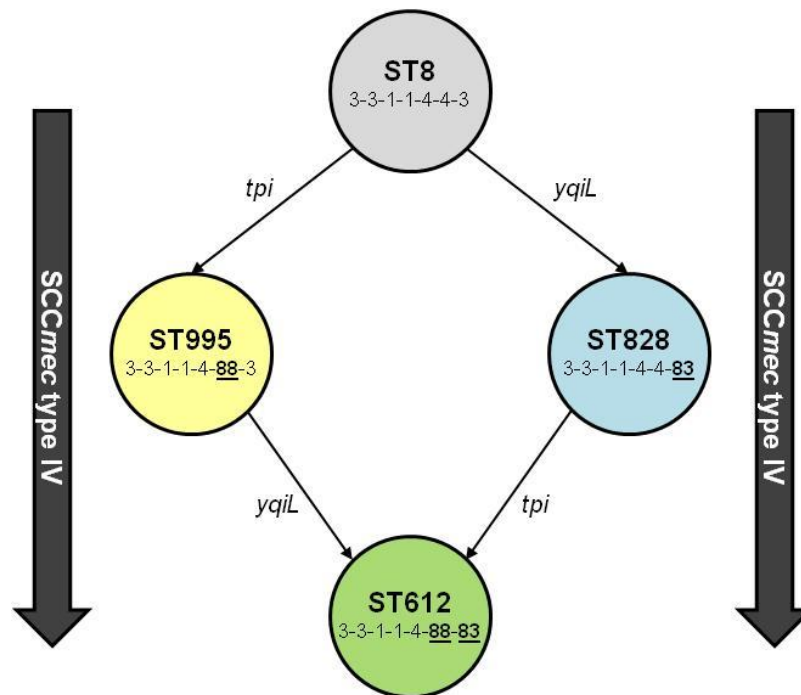 ST8
3-3-1-1-4-4-3
tpi
yqiL
SCCmec type IV
SCCmec type IV
ST995
3-3-1-1-4-88-3
ST828
3-3-1-1-4-4-83
yqiL
tpi
ST612
3-3-1-1-4-88-83